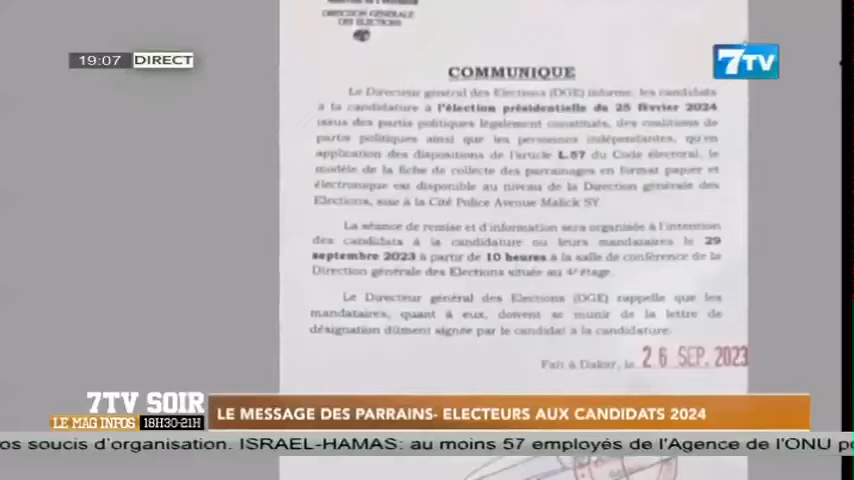 DIRECTION GÉNÉRALE
DES ELECTIONS
19:07 DIRECT
7TV
COMMUNIQUE
Le Directeur général des Elections (DGE) informe, les candidats
à la candidature à l'élection présidentielle du 25 février 2024
issus des partis politiques légalement constitués, des coalitions de
partis politiques ainsi que les personnes indépendantes, qu'en
application des dispositions de l'article L.57 du Code électoral, le
modèle de la fiche de collecte des parrainages en format papier et
électronique est disponible au niveau de la Direction générale des
Elections, sise à la Cité Police Avenue Malick SY.
La séance de remise et d'information sera organisée à l'intention
des candidats à la candidature ou leurs mandataires le 29
septembre 2023 à partir de 10 heures à la salle de conférence de la
Direction générale des Elections située au 4e étage.
Le Directeur général des Elections (DGE) rappelle que les
mandataires, quant à eux, doivent se munir de la lettre de
désignation dûment signée par le candidat à la candidature.
Fait à Dakar, le 26 SEP. 2023
7TV SOIR
LE MAG INFOS 18H30-21H
LE MESSAGE DES PARRAINS- ELECTEURS AUX CANDIDATS 2024
os soucis d'organisation. ISRAEL-HAMAS: au moins 57 employés de l'Agence de l'ONU po